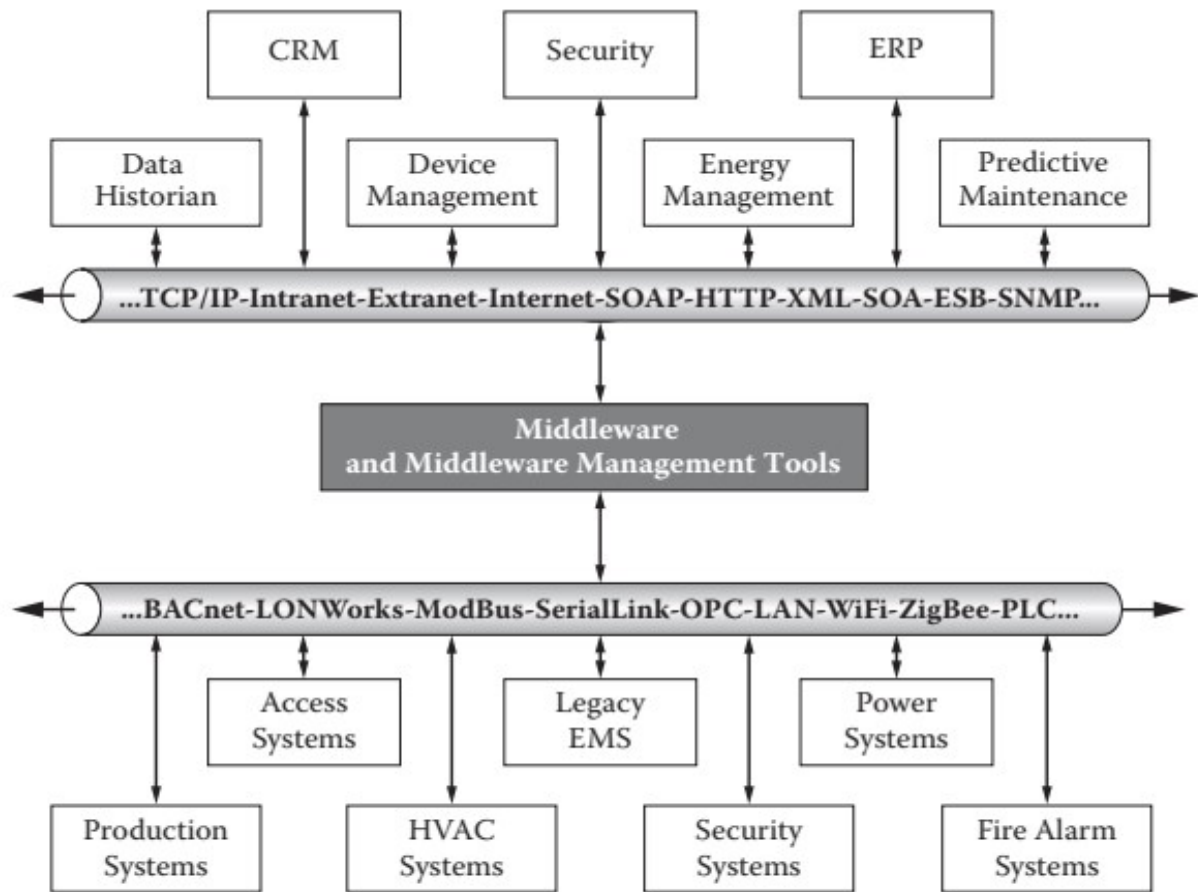 CRM
Security
ERP
Data
Historian
Device
Management
Energy
Management
Predictive
Maintenance
...TCP/IP-Intranet-Extranet-Internet-SOAP-HTTP-XML-SOA-ESB-SNMP...
Middleware
and Middleware Management Tools
...BACnet-LONWorks-ModBus-SerialLink-OPC-LAN-WiFi-ZigBee-PLC...
Access
Systems
Legacy
EMS
Power
Systems
Production
Systems
HVAC
Systems
Security
Systems
Fire Alarm
Systems